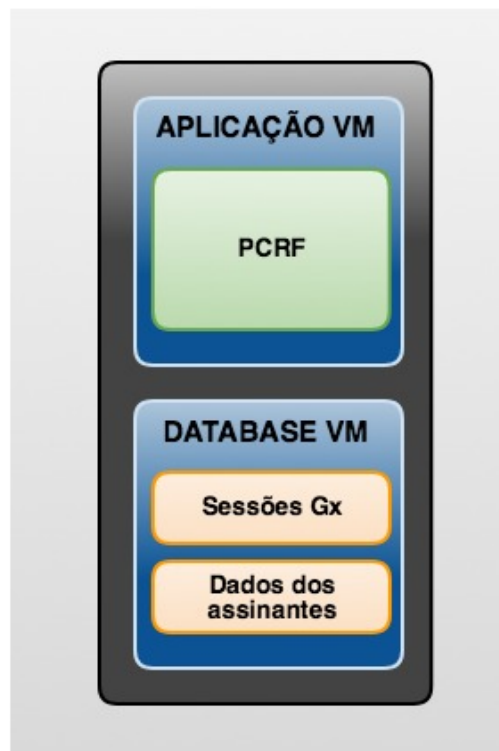 APLICAÇÃO VM
PCRF
DATABASE VM
Sessões Gx
Dados dos
assinantes